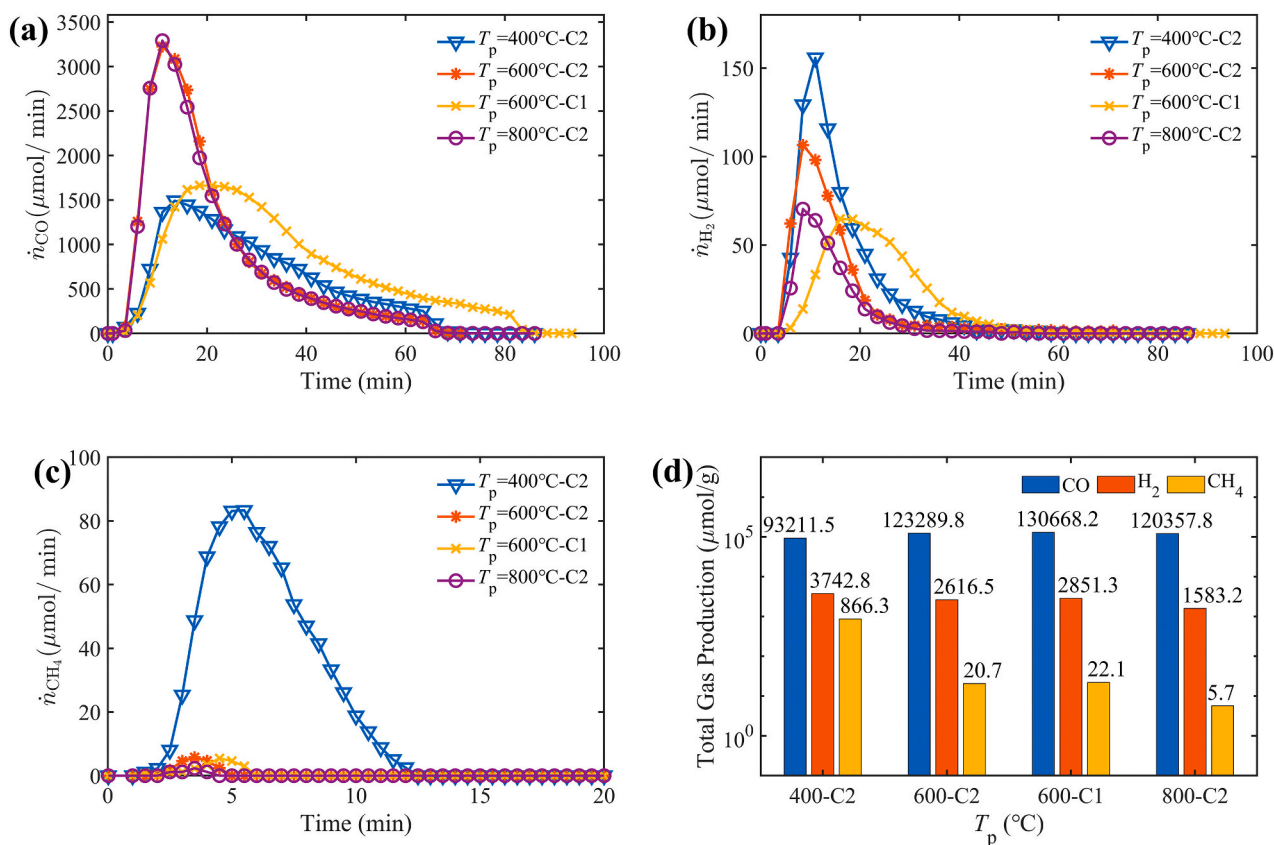 (a)
ṅCO (μmol/ min)
3500
3000
2500
2000
1500
1000
500
0
Tp=400°C-C2
Tp=600°C-C2
Tp=600°C-C1
Tp=800°C-C2
0 20 40 60 80 100
Time (min)
(b)
ṅH2 (μmol/ min)
150
100
50
0
Tp=400°C-C2
Tp=600°C-C2
Tp=600°C-C1
Tp=800°C-C2
0 20 40 60 80 100
Time (min)
(c)
ṅCH4 (μmol/ min)
100
80
60
40
20
0
Tp=400°C-C2
Tp=600°C-C2
Tp=600°C-C1
Tp=800°C-C2
0 5 10 15 20
Time (min)
(d)
Total Gas Production (μmol/g)
10^5
10^0
CO H2 CH4
93211.5 123289.8 130668.2 120357.8
3742.8 2616.5 2851.3 1583.2
866.3 20.7 22.1 5.7
400-C2 600-C2 600-C1 800-C2
Tp (°C)